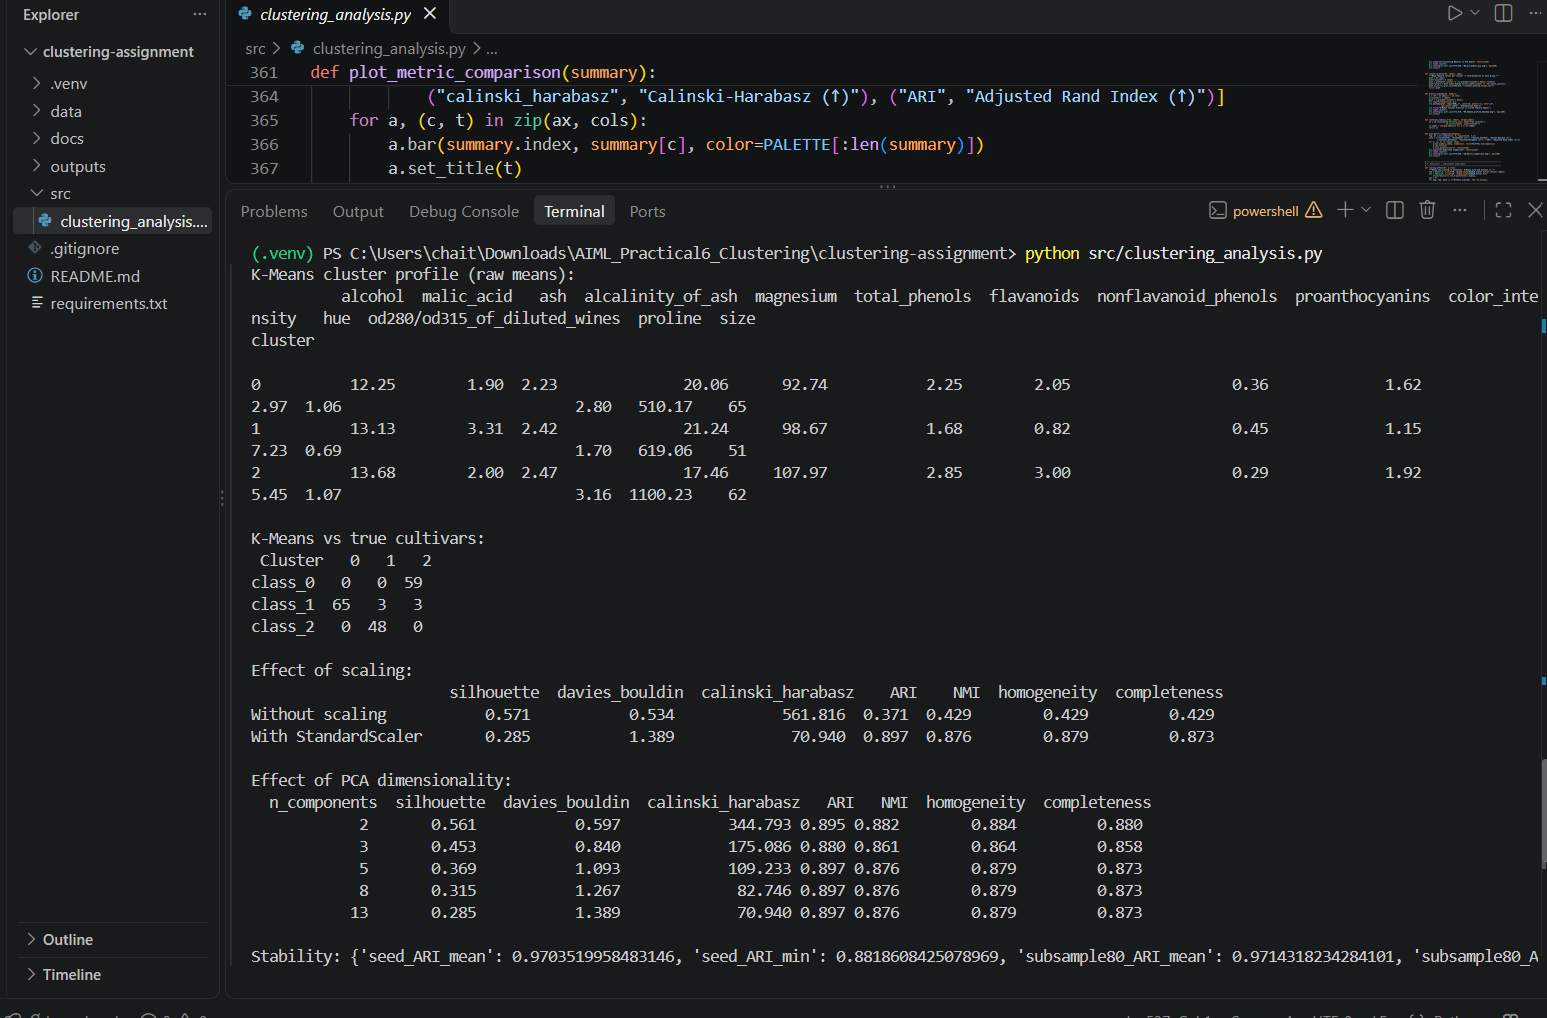 Explorer
clustering-assignment
.venv
data
docs
outputs
src
clustering_analysis....
.gitignore
README.md
requirements.txt
Outline
Timeline
clustering_analysis.py
src > clustering_analysis.py > ...
361 def plot_metric_comparison(summary):
364 ("calinski_harabasz", "Calinski-Harabasz (↑)"), ("ARI", "Adjusted Rand Index (↑)")]
365 for a, (c, t) in zip(ax, cols):
366 a.bar(summary.index, summary[c], color=PALETTE[:len(summary)])
367 a.set_title(t)
Problems Output Debug Console Terminal Ports
powershell
(.venv) PS C:\Users\chait\Downloads\AIML_Practical6_Clustering\clustering-assignment> python src/clustering_analysis.py
K-Means cluster profile (raw means):
alcohol malic_acid ash alcalinity_of_ash magnesium total_phenols flavanoids nonflavanoid_phenols proanthocyanins color_inte
nsity hue od280/od315_of_diluted_wines proline size
cluster
0 12.25 1.90 2.23 20.06 92.74 2.25 2.05 0.36 1.62
2.97 1.06 2.80 510.17 65
1 13.13 3.31 2.42 21.24 98.67 1.68 0.82 0.45 1.15
7.23 0.69 1.70 619.06 51
2 13.68 2.00 2.47 17.46 107.97 2.85 3.00 0.29 1.92
5.45 1.07 3.16 1100.23 62
K-Means vs true cultivars:
Cluster 0 1 2
class_0 0 0 59
class_1 65 3 3
class_2 0 48 0
Effect of scaling:
silhouette davies_bouldin calinski_harabasz ARI NMI homogeneity completeness
Without scaling 0.571 0.534 561.816 0.371 0.429 0.429 0.429
With StandardScaler 0.285 1.389 70.940 0.897 0.876 0.879 0.873
Effect of PCA dimensionality:
n_components silhouette davies_bouldin calinski_harabasz ARI NMI homogeneity completeness
2 0.561 0.597 344.793 0.895 0.882 0.884 0.880
3 0.453 0.840 175.086 0.880 0.861 0.864 0.858
5 0.369 1.093 109.233 0.897 0.876 0.879 0.873
8 0.315 1.267 82.746 0.897 0.876 0.879 0.873
13 0.285 1.389 70.940 0.897 0.876 0.879 0.873
Stability: {'seed_ARI_mean': 0.9703519958483146, 'seed_ARI_min': 0.8818608425078969, 'subsample80_ARI_mean': 0.9714318234284101, 'subsample80_A